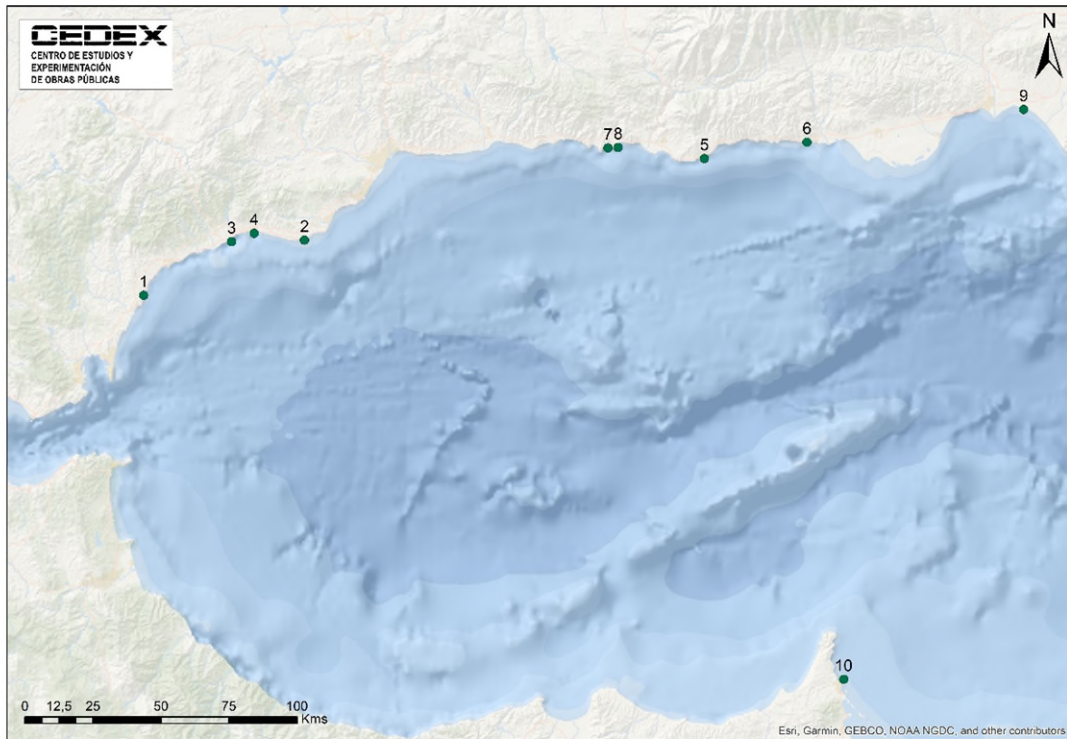 CEDEX
CENTRO DE ESTUDIOS Y
EXPERIMENTACIÓN
DE OBRAS PÚBLICAS
N
9
7 8
6
5
3
4
2
1
10
0 12,5 25 50 75 100
Kms
Esri, Garmin, GEBCO, NOAA NGDC, and other contributors